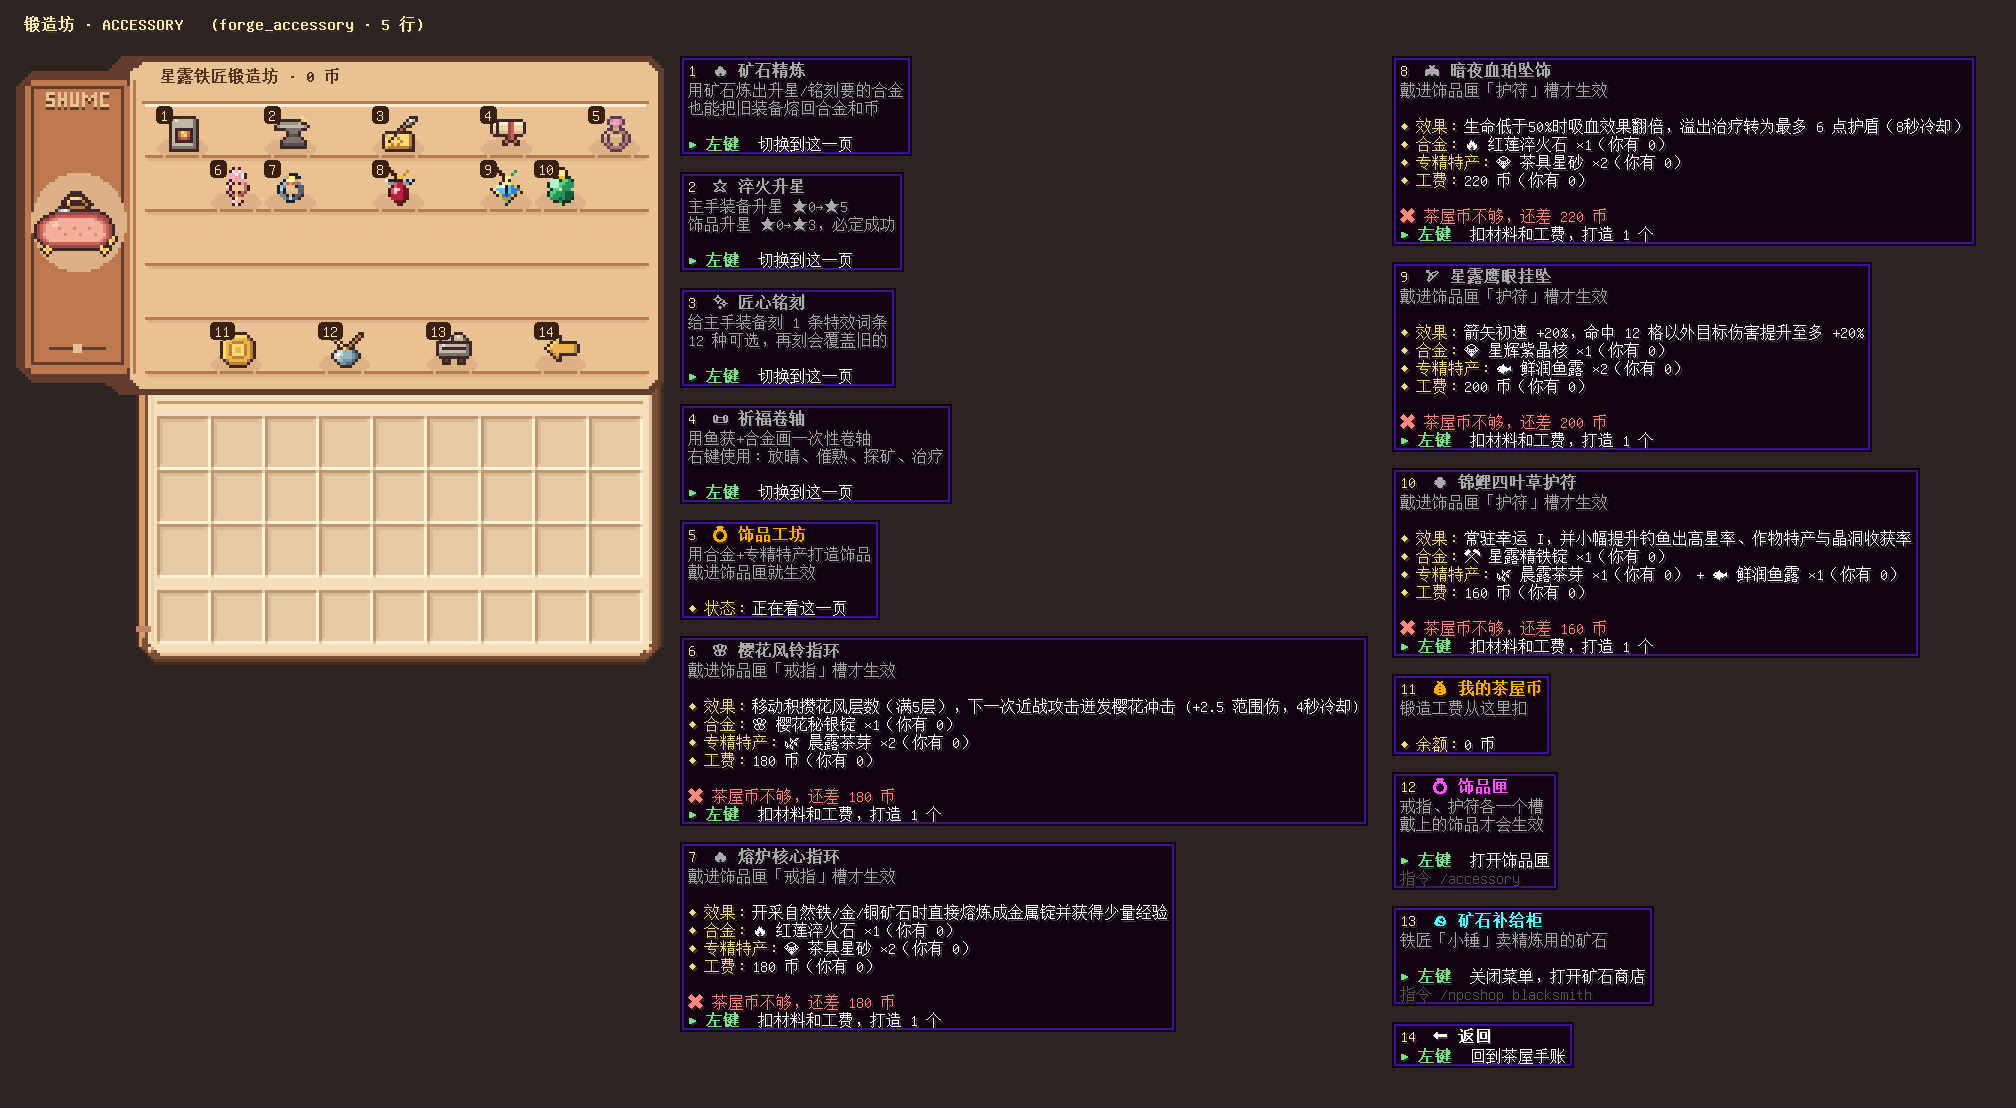 锻造坊 · ACCESSORY (forge_accessory · 5 行)
SHUMC
星露铁匠锻造坊 · 0 币
1
2
3
4
5
6
7
8
9
10
11
12
13
14
1 矿石精炼
用矿石炼出升星/铭刻要的合金
也能把旧装备熔回合金和币
▸ 左键 切换到这一页
2 ☆ 淬火升星
主手装备升星 ★0→★5
饰品升星 ★0→★3, 必定成功
▸ 左键 切换到这一页
3 匠心铭刻
给主手装备刻 1 条特效词条
12 种可选, 再刻会覆盖旧的
▸ 左键 切换到这一页
4 祈福卷轴
用鱼获+合金画一次性卷轴
右键使用: 放晴、催熟、探矿、治疗
▸ 左键 切换到这一页
5 饰品工坊
用合金+专精特产打造饰品
戴进饰品匣就生效
◆ 状态: 正在看这一页
6 樱花风铃指环
戴进饰品匣「戒指」槽才生效
◆ 效果: 移动积攒花风层数 (满5层), 下一次近战攻击迸发樱花冲击 (+2.5 范围伤, 4秒冷却)
◆ 合金: 樱花秘银锭 ×1 (你有 0)
◆ 专精特产: 晨露茶芽 ×2 (你有 0)
◆ 工费: 180 币 (你有 0)
✖ 茶屋币不够, 还差 180 币
▸ 左键 扣材料和工费, 打造 1 个
7 熔炉核心指环
戴进饰品匣「戒指」槽才生效
◆ 效果: 开采自然铁/金/铜矿石时直接熔炼成金属锭并获得少量经验
◆ 合金: 红莲淬火石 ×1 (你有 0)
◆ 专精特产: 茶具星砂 ×2 (你有 0)
◆ 工费: 180 币 (你有 0)
✖ 茶屋币不够, 还差 180 币
▸ 左键 扣材料和工费, 打造 1 个
8 暗夜血珀坠饰
戴进饰品匣「护符」槽才生效
◆ 效果: 生命低于50%时吸血效果翻倍, 溢出治疗转为最多 6 点护盾 (8秒冷却)
◆ 合金: 红莲淬火石 ×1 (你有 0)
◆ 专精特产: 茶具星砂 ×2 (你有 0)
◆ 工费: 220 币 (你有 0)
✖ 茶屋币不够, 还差 220 币
▸ 左键 扣材料和工费, 打造 1 个
9 星露鹰眼挂坠
戴进饰品匣「护符」槽才生效
◆ 效果: 箭矢初速 +20%, 命中 12 格以外目标伤害提升至多 +20%
◆ 合金: 星辉紫晶核 ×1 (你有 0)
◆ 专精特产: 鲜润鱼露 ×2 (你有 0)
◆ 工费: 200 币 (你有 0)
✖ 茶屋币不够, 还差 200 币
▸ 左键 扣材料和工费, 打造 1 个
10 锦鲤四叶草护符
戴进饰品匣「护符」槽才生效
◆ 效果: 常驻幸运 I, 并小幅提升钓鱼出高星率、作物特产与晶洞收获率
◆ 合金: 星露精铁锭 ×1 (你有 0)
◆ 专精特产: 晨露茶芽 ×1 (你有 0) + 鲜润鱼露 ×1 (你有 0)
◆ 工费: 160 币 (你有 0)
✖ 茶屋币不够, 还差 160 币
▸ 左键 扣材料和工费, 打造 1 个
11 我的茶屋币
锻造工费从这里扣
◆ 余额: 0 币
12 饰品匣
戒指、护符各一个槽
戴上的饰品才会生效
▸ 左键 打开饰品匣
指令 /accessory
13 矿石补给柜
铁匠「小锤」卖精炼用的矿石
▸ 左键 关闭菜单, 打开矿石商店
指令 /npcshop blacksmith
14 ← 返回
▸ 左键 回到茶屋手账